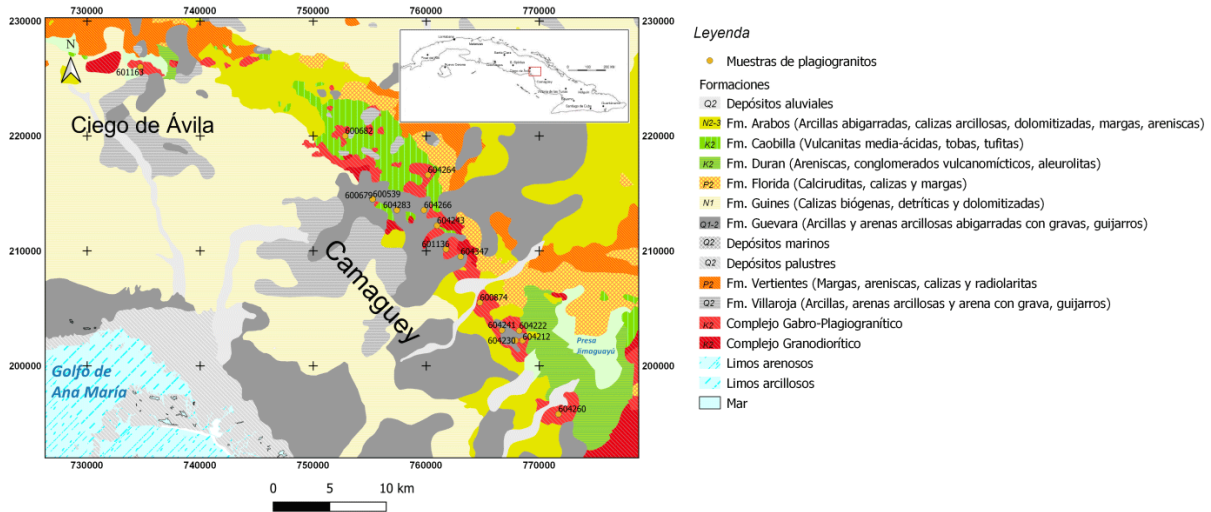 730000 740000 750000 760000 770000
230000 230000
N
601163
Ciego de Ávila
220000 220000
600682
604264
600679 600539
604283 604266
604243
601136
604347
210000 210000
Camaguey
600874
604241 604222
604230 604212
Presa
Jimaguayú
200000 200000
Golfo de
Ana María
604260
730000 740000 750000 760000 770000
0 5 10 km
Leyenda
Muestras de plagiogranitos
Formaciones
Q2 Depósitos aluviales
N2-3 Fm. Arabos (Arcillas abigarradas, calizas arcillosas, dolomitizadas, margas, areniscas)
K2 Fm. Caobilla (Vulcanitas media-ácidas, tobas, tufitas)
K2 Fm. Duran (Areniscas, conglomerados vulcanomícticos, aleurolitas)
P2 Fm. Florida (Calciruditas, calizas y margas)
N1 Fm. Guines (Calizas biógenas, detríticas y dolomitizadas)
Q1-2 Fm. Guevara (Arcillas y arenas arcillosas abigarradas con gravas, guijarros)
Q2 Depósitos marinos
Q2 Depósitos palustres
P2 Fm. Vertientes (Margas, areniscas, calizas y radiolaritas
Q2 Fm. Villaroja (Arcillas, arenas arcillosas y arena con grava, guijarros)
K2 Complejo Gabro-Plagiogranítico
K2 Complejo Granodiorítico
Limos arenosos
Limos arcillosos
Mar